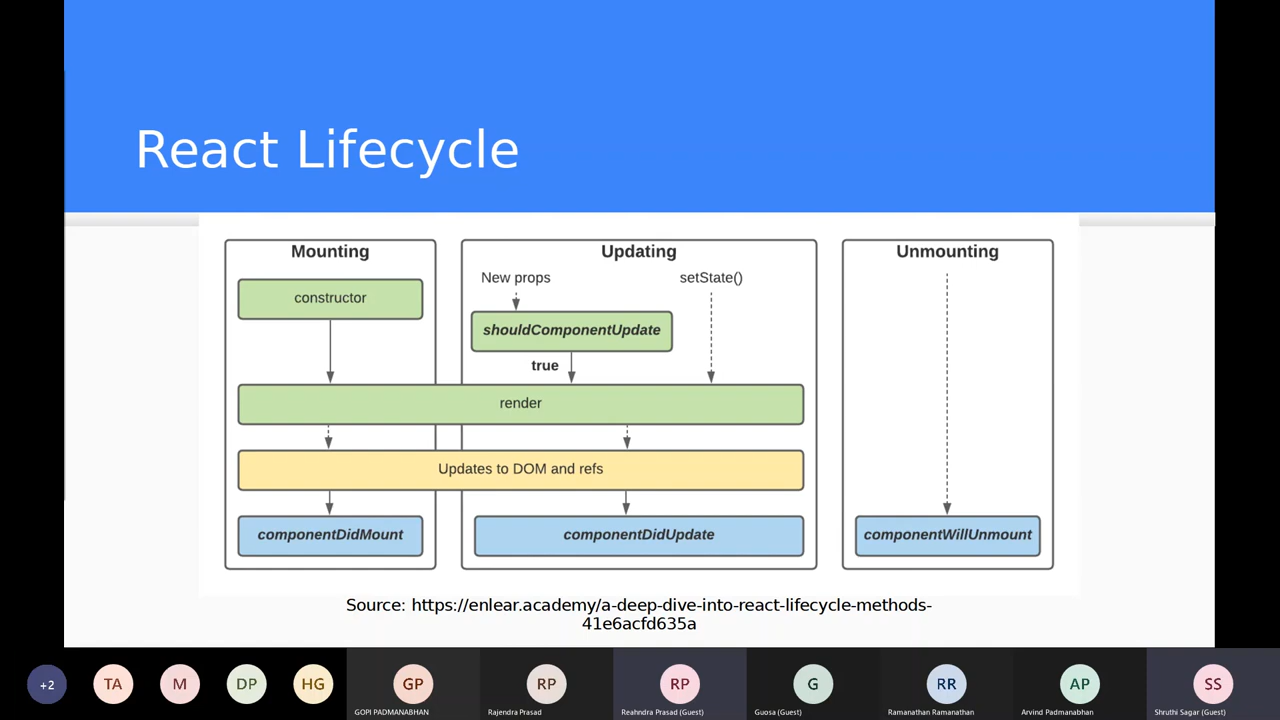 React Lifecycle
Mounting
Updating
Unmounting
New props
setState()
constructor
shouldComponentUpdate
true
render
Updates to DOM and refs
componentDidMount
componentDidUpdate
componentWillUnmount
Source: https://enlear.academy/a-deep-dive-into-react-lifecycle-methods-
41e6acfd635a
+2
TA
M
DP
HG
GP
RP
RP
G
RR
AP
SS
GOPI PADMANABHAN
Rajendra Prasad
Reahndra Prasad (Guest)
Guosa (Guest)
Ramanathan Ramanathan
Arvind Padmanabhan
Shruthi Sagar (Guest)